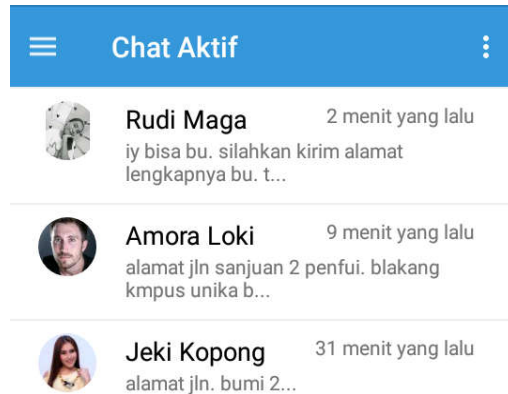 Chat Aktif
Rudi Maga 2 menit yang lalu
iy bisa bu. silahkan kirim alamat
lengkapnya bu. t...
Amora Loki 9 menit yang lalu
alamat jln sanjuan 2 penfui. blakang
kmpus unika b...
Jeki Kopong 31 menit yang lalu
alamat jln. bumi 2...